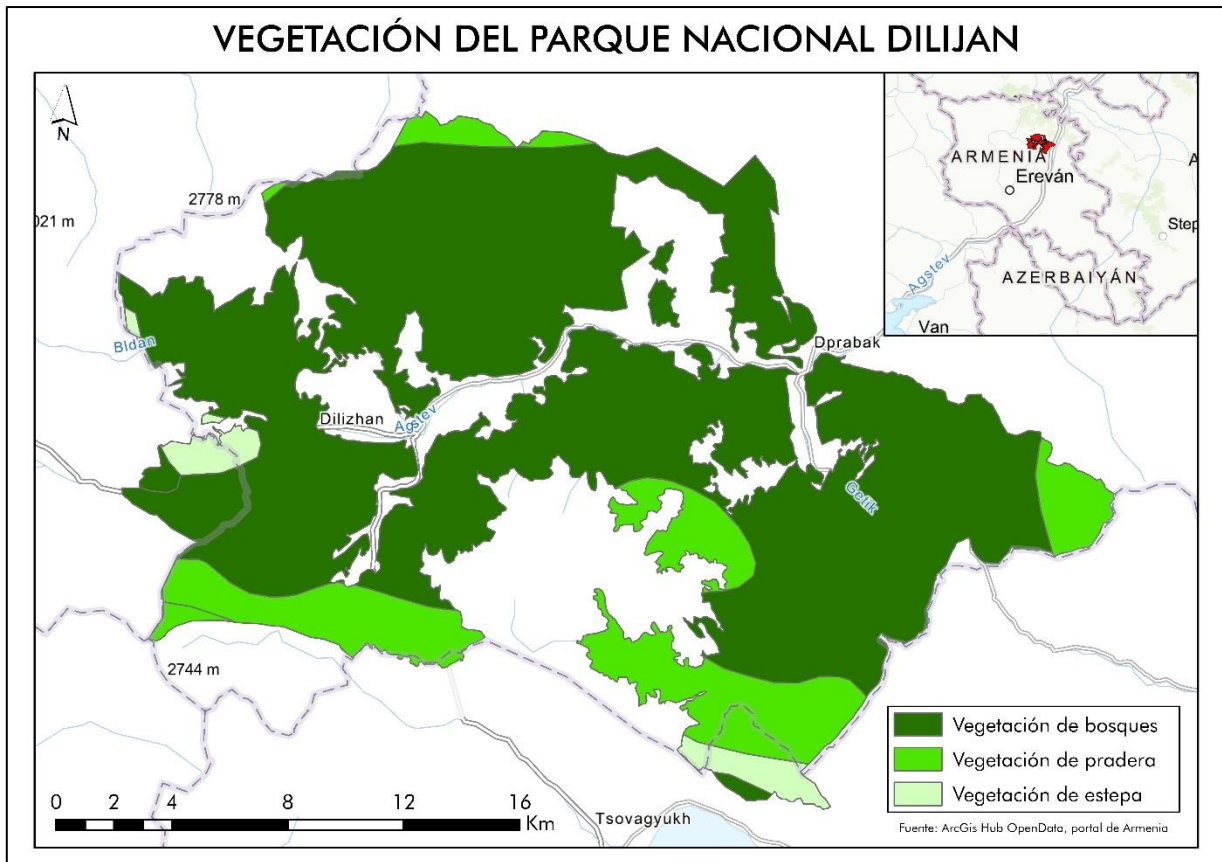 VEGETACIÓN DEL PARQUE NACIONAL DILIJAN
N
2778 m
021 m
Bldan
Dilizhan
Agstev
Dprabak
Getik
2744 m
Tsovagyukh
ARMENIA
Ereván
AZERBAIYÁN
Agstev
Van
Step
A
Vegetación de bosques
Vegetación de pradera
Vegetación de estepa
0 2 4 8 12 16
Km
Fuente: ArcGis Hub OpenData, portal de Armenia